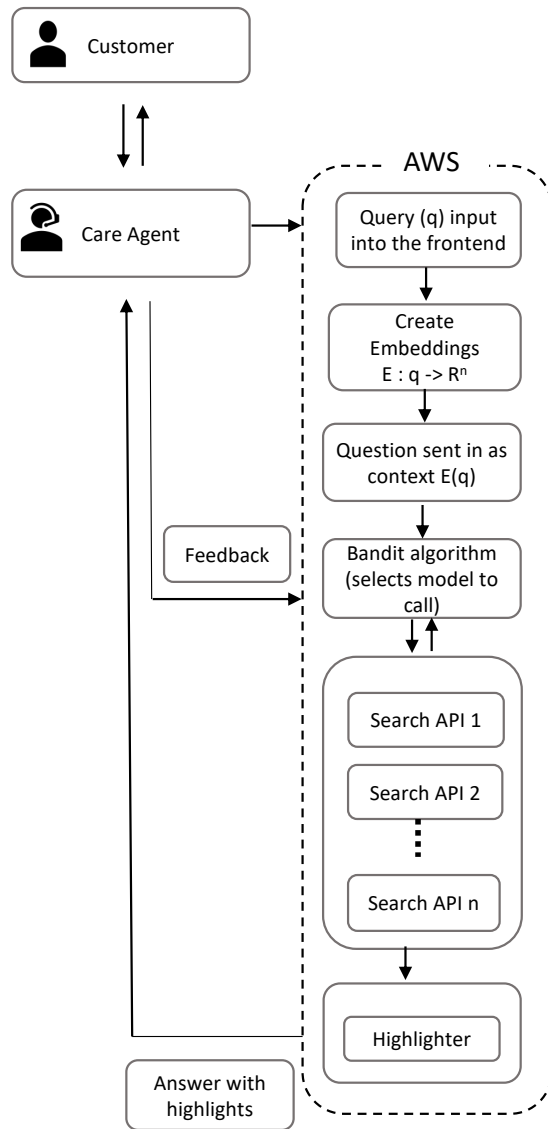 Customer
Care Agent
AWS
Query (q) input
into the frontend
Create
Embeddings
E : q -> Rⁿ
Question sent in as
context E(q)
Feedback
Bandit algorithm
(selects model to
call)
Search API 1
Search API 2
Search API n
Highlighter
Answer with
highlights